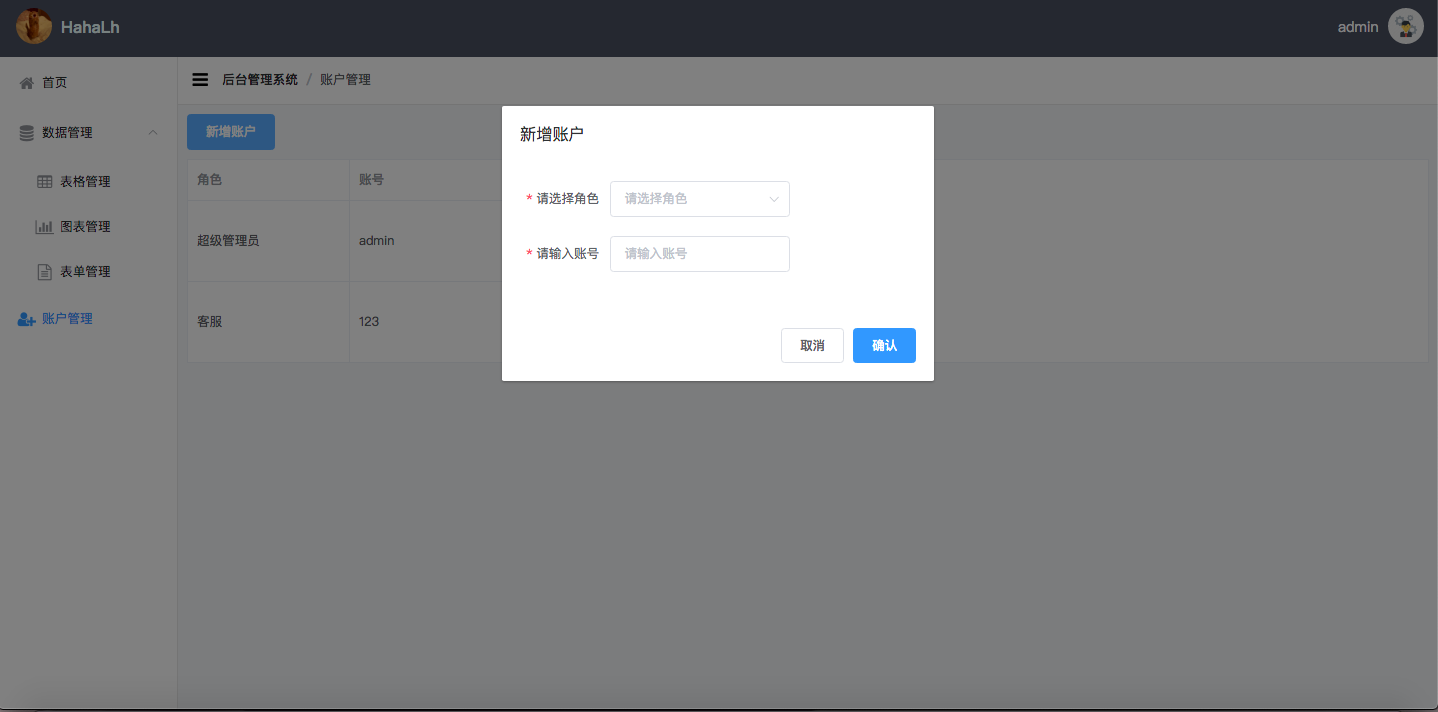 HahaLh
admin
首页
后台管理系统 / 账户管理
数据管理
表格管理
图表管理
表单管理
账户管理
新增账户
角色 账号
超级管理员 admin
客服 123
新增账户
* 请选择角色 请选择角色
* 请输入账号 请输入账号
取消 确认